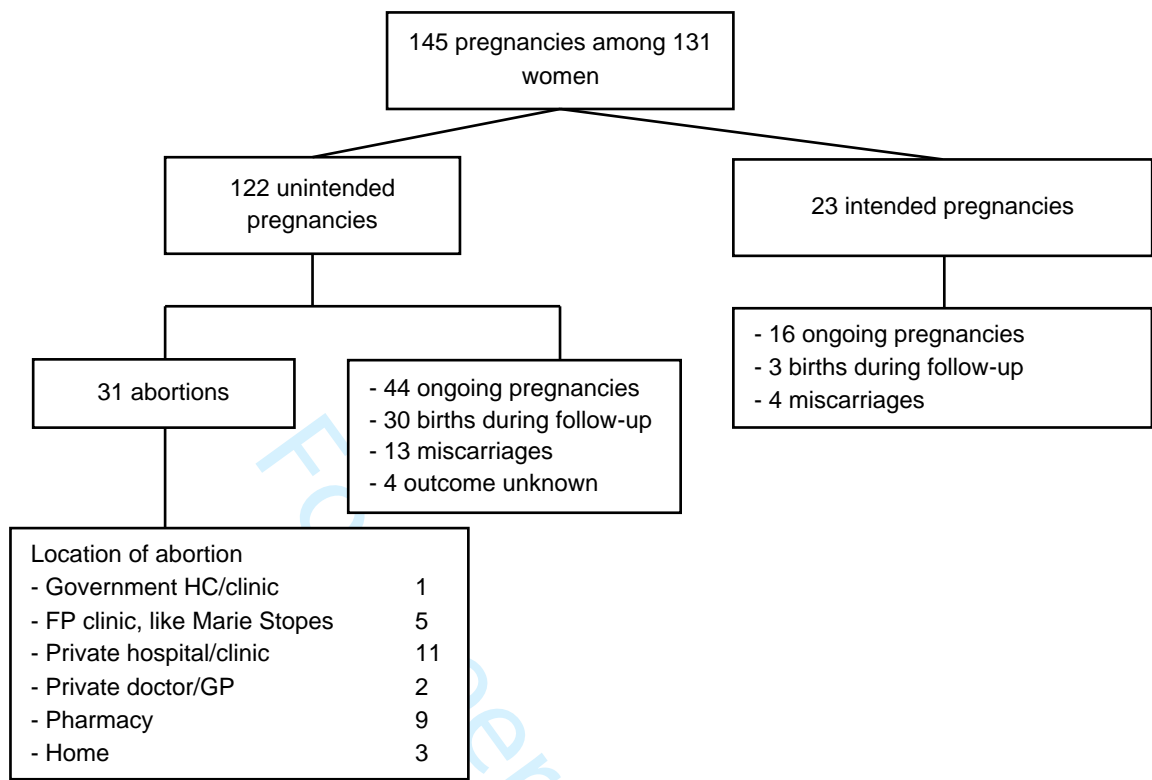 145 pregnancies among 131
women
122 unintended
pregnancies
23 intended pregnancies
31 abortions
- 44 ongoing pregnancies
- 30 births during follow-up
- 13 miscarriages
- 4 outcome unknown
- 16 ongoing pregnancies
- 3 births during follow-up
- 4 miscarriages
Location of abortion
- Government HC/clinic 1
- FP clinic, like Marie Stopes 5
- Private hospital/clinic 11
- Private doctor/GP 2
- Pharmacy 9
- Home 3